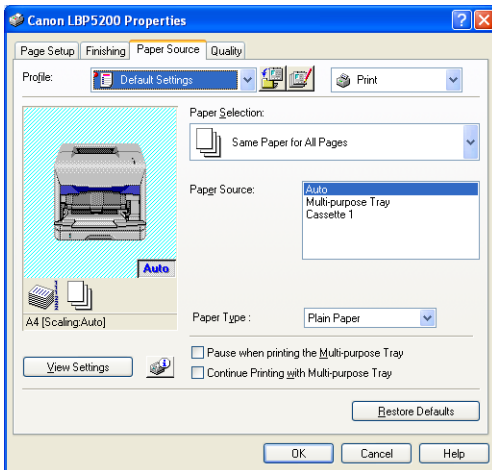 Canon LBP5200 Properties
Page Setup
Finishing
Paper Source
Quality
Profile:
Default Settings
Print
Paper Selection:
Same Paper for All Pages
Paper Source:
Auto
Multi-purpose Tray
Cassette 1
Auto
A4 [Scaling:Auto]
Paper Type :
Plain Paper
View Settings
Pause when printing the Multi-purpose Tray
Continue Printing with Multi-purpose Tray
Restore Defaults
OK
Cancel
Help